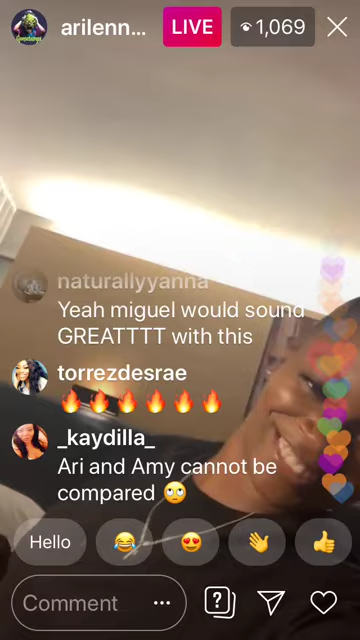 arilenn...
LIVE
1,069
naturallyyanna
Yeah miguel would sound
GREATTTT with this
torrezdesrae
🔥🔥🔥🔥🔥🔥
_kaydilla_
Ari and Amy cannot be
compared 🙄
Hello 😂 😍 👋 👍
Comment ...